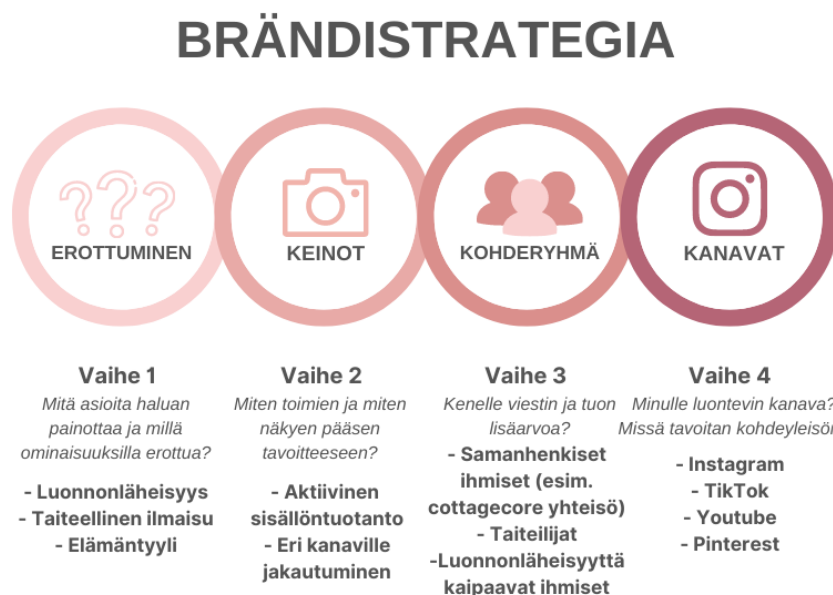 BRÄNDISTRATEGIA
EROTTUMINEN
KEINOT
KOHDERYHMÄ
KANAVAT
Vaihe 1
Mitä asioita haluan
painottaa ja millä
ominaisuuksilla erottua?
- Luonnonläheisyys
- Taiteellinen ilmaisu
- Elämäntyyli
Vaihe 2
Miten toimien ja miten
näkyen pääsen
tavoitteeseen?
- Aktiivinen
sisällöntuotanto
- Eri kanaville
jakautuminen
Vaihe 3
Kenelle viestin ja tuon
lisäarvoa?
- Samanhenkiset
ihmiset (esim.
cottagecore yhteisö)
- Taiteilijat
-Luonnonläheisyyttä
kaipaavat ihmiset
Vaihe 4
Minulle luontevin kanava?
Missä tavoitan
- Instagram
- TikTok
- Youtube
- Pinterest